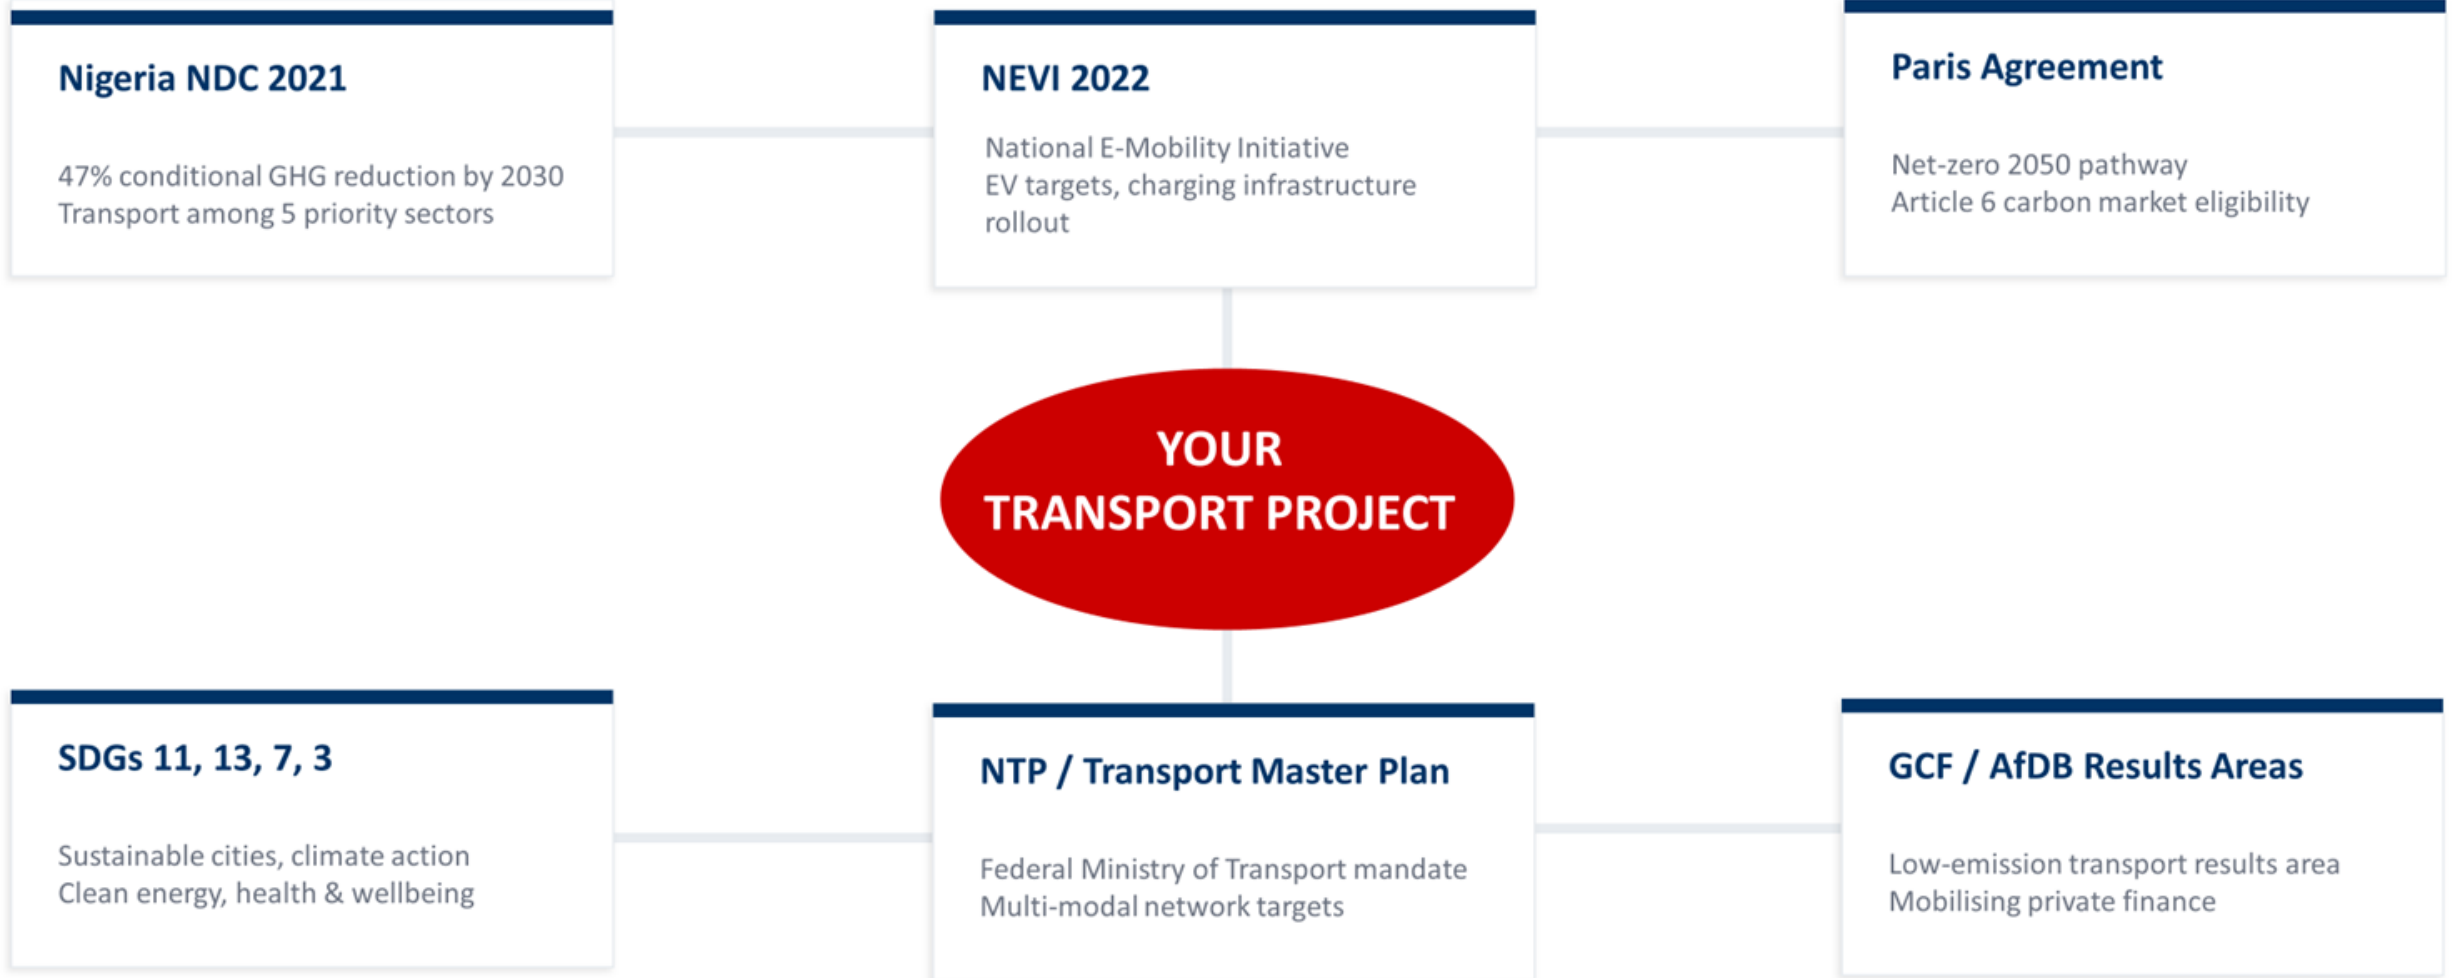 Nigeria NDC 2021
47% conditional GHG reduction by 2030
Transport among 5 priority sectors
NEVI 2022
National E-Mobility Initiative
EV targets, charging infrastructure
rollout
Paris Agreement
Net-zero 2050 pathway
Article 6 carbon market eligibility
YOUR
TRANSPORT PROJECT
SDGs 11, 13, 7, 3
Sustainable cities, climate action
Clean energy, health & wellbeing
NTP / Transport Master Plan
Federal Ministry of Transport mandate
Multi-modal network targets
GCF / AfDB Results Areas
Low-emission transport results area
Mobilising private finance